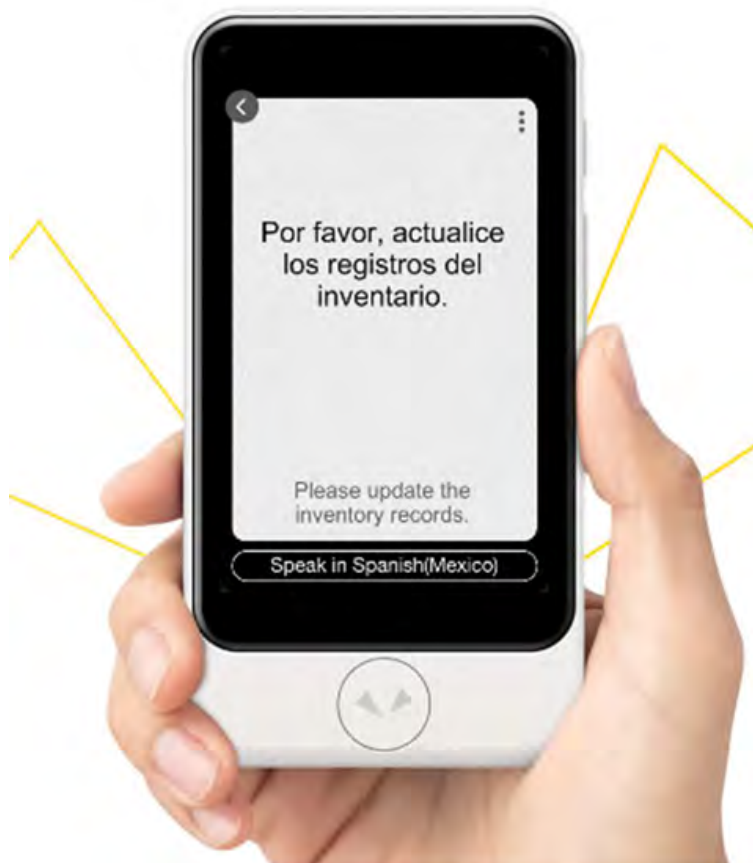 Por favor, actualice
los registros del
inventario.
Please update the
inventory records.
Speak in Spanish(Mexico)